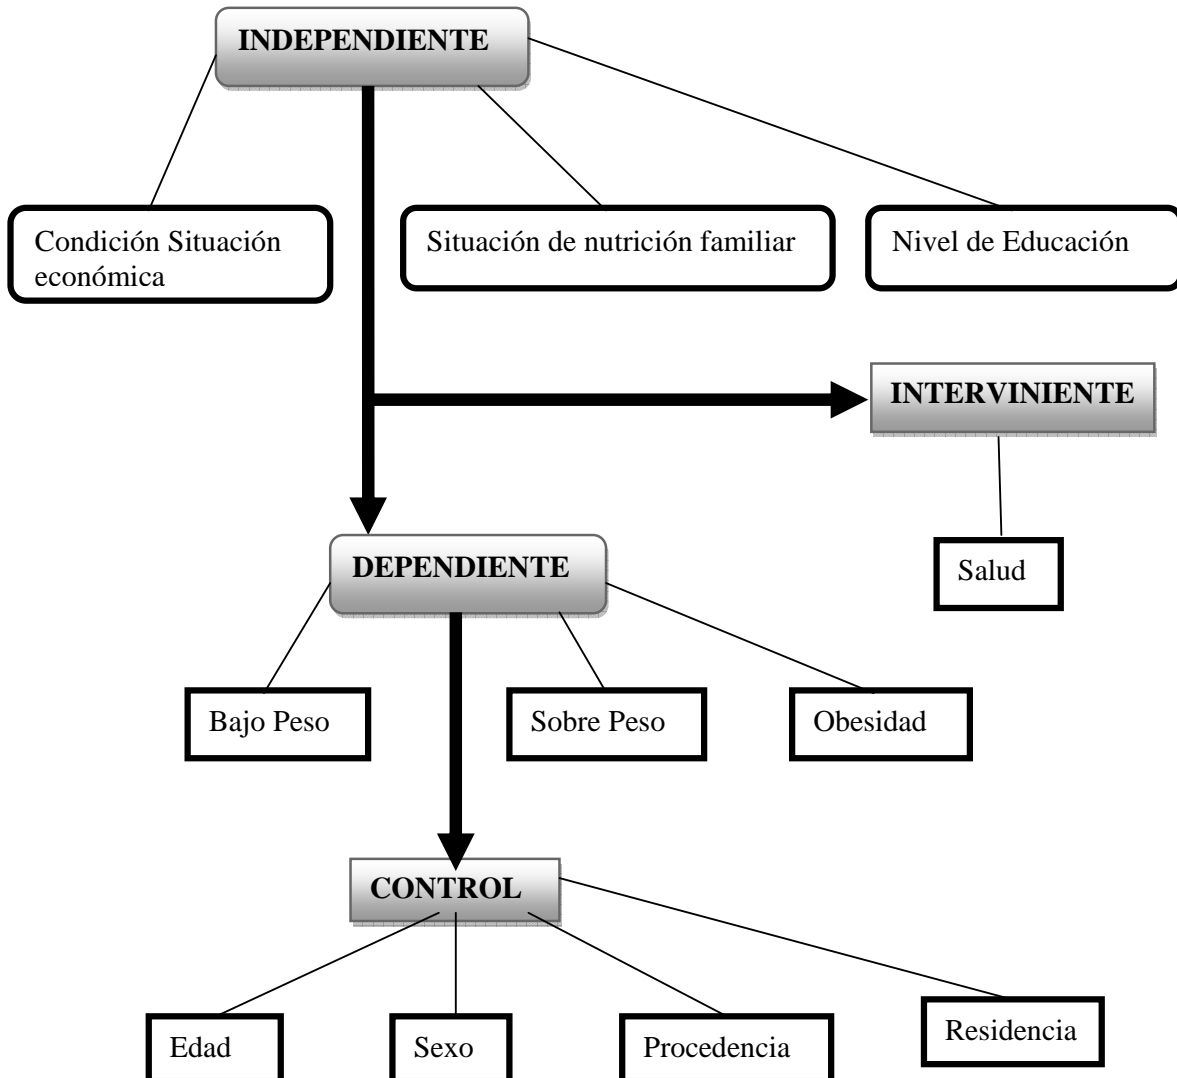 INDEPENDIENTE
Condición Situación
económica
Situación de nutrición familiar
Nivel de Educación
INTERVINIENTE
Salud
DEPENDIENTE
Bajo Peso
Sobre Peso
Obesidad
CONTROL
Edad
Sexo
Procedencia
Residencia